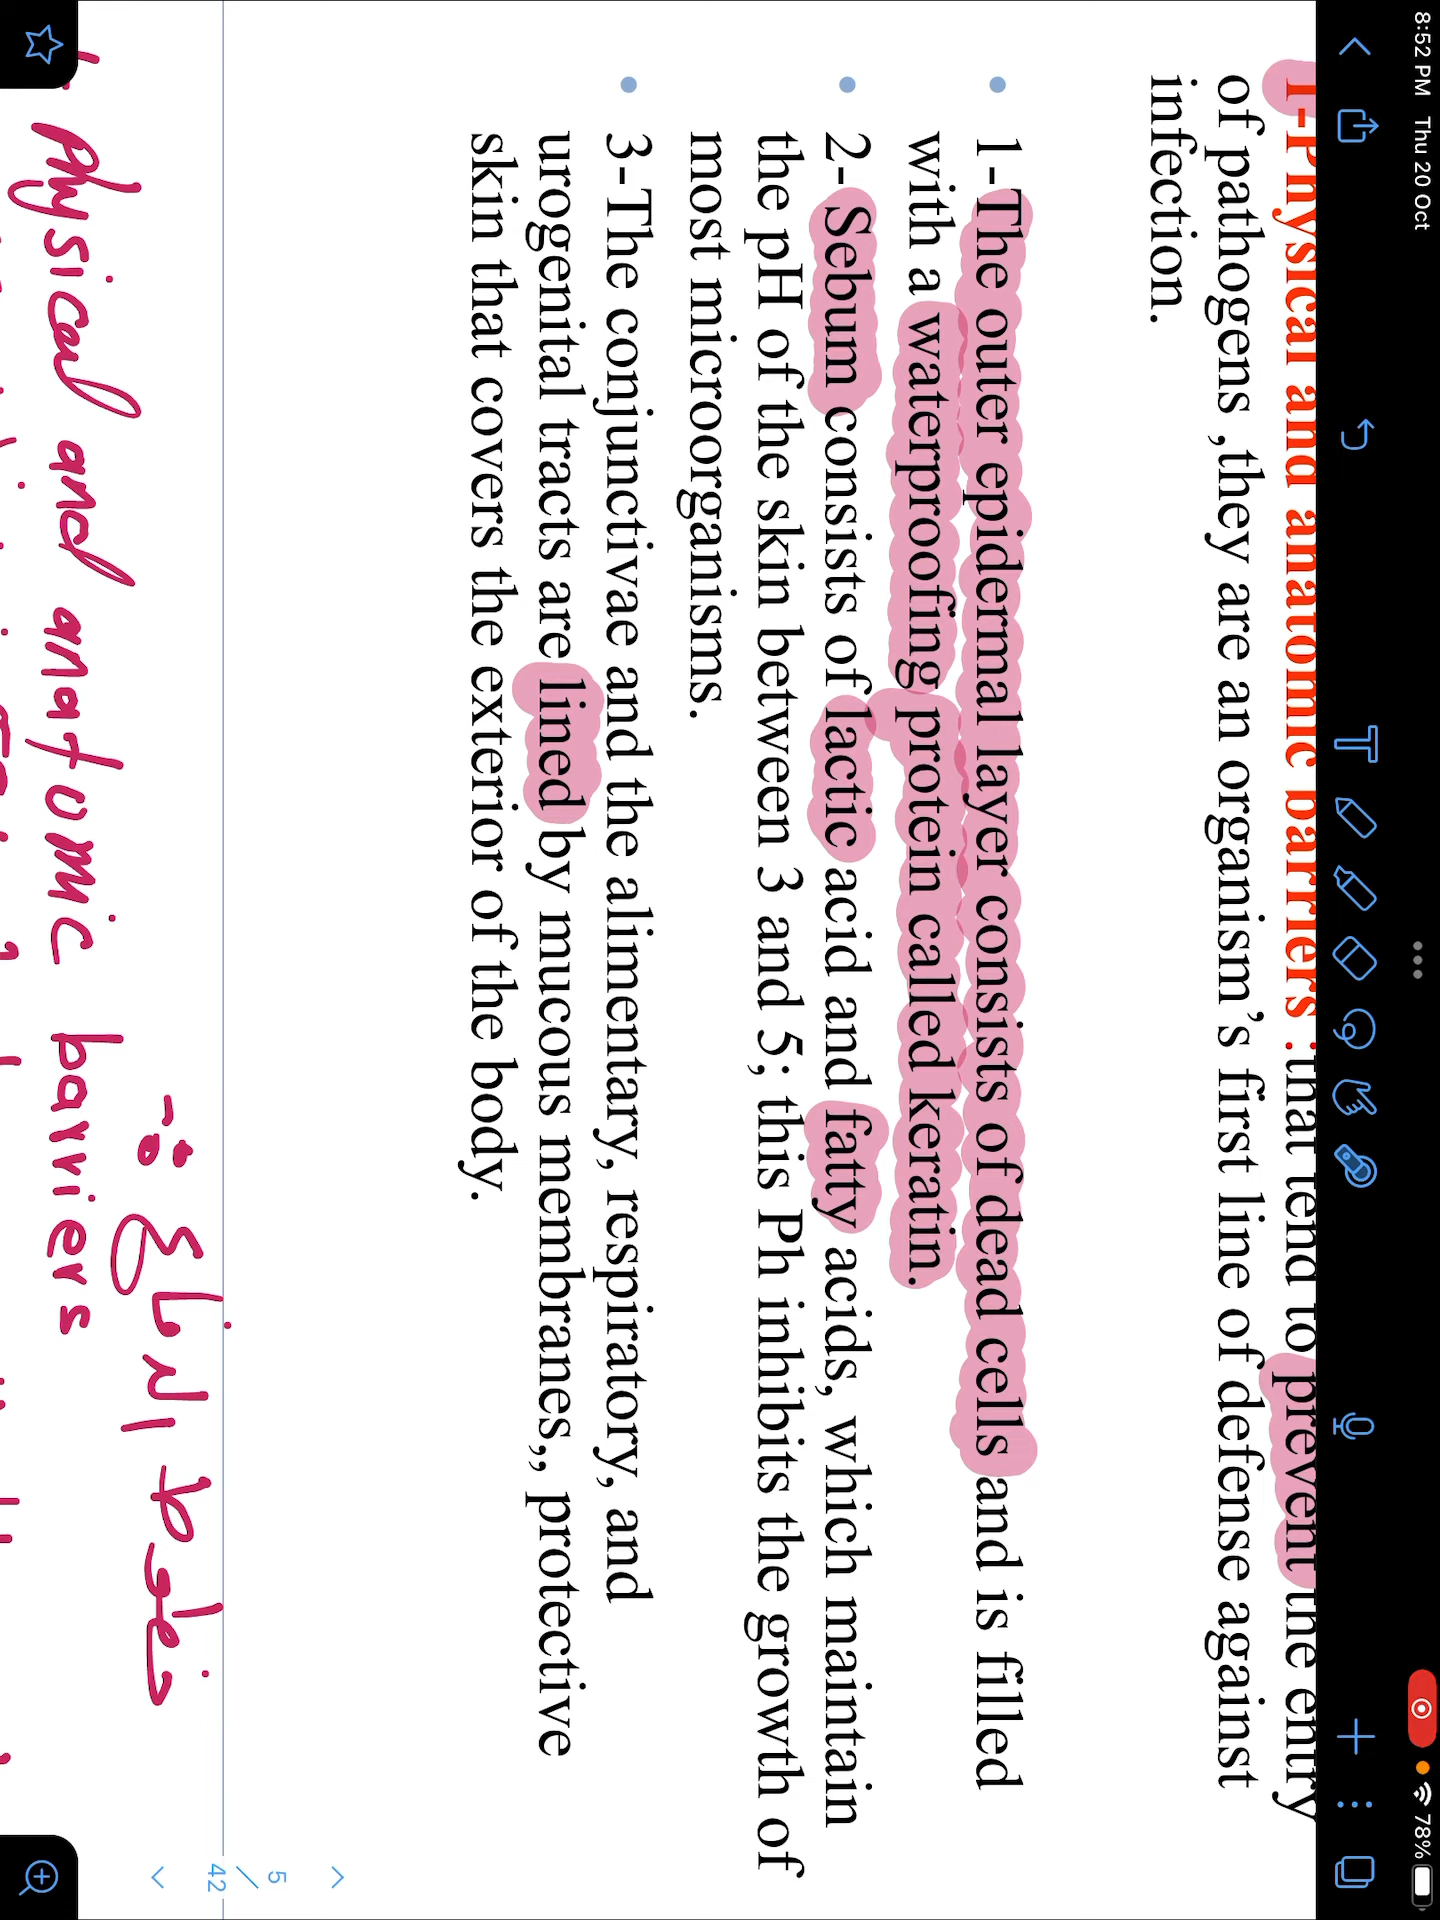 8:52 PM Thu 20 Oct
78%
1-Physical and anatomic barriers :that tend to prevent the entry
of pathogens ,they are an organism’s first line of defense against
infection.
1-The outer epidermal layer consists of dead cells and is filled
with a waterproofing protein called keratin.
2- Sebum consists of lactic acid and fatty acids, which maintain
the pH of the skin between 3 and 5; this Ph inhibits the growth of
most microorganisms.
3-The conjunctivae and the alimentary, respiratory, and
urogenital tracts are lined by mucous membranes,, protective
skin that covers the exterior of the body.
5 / 42
Physical and anatomic barriers